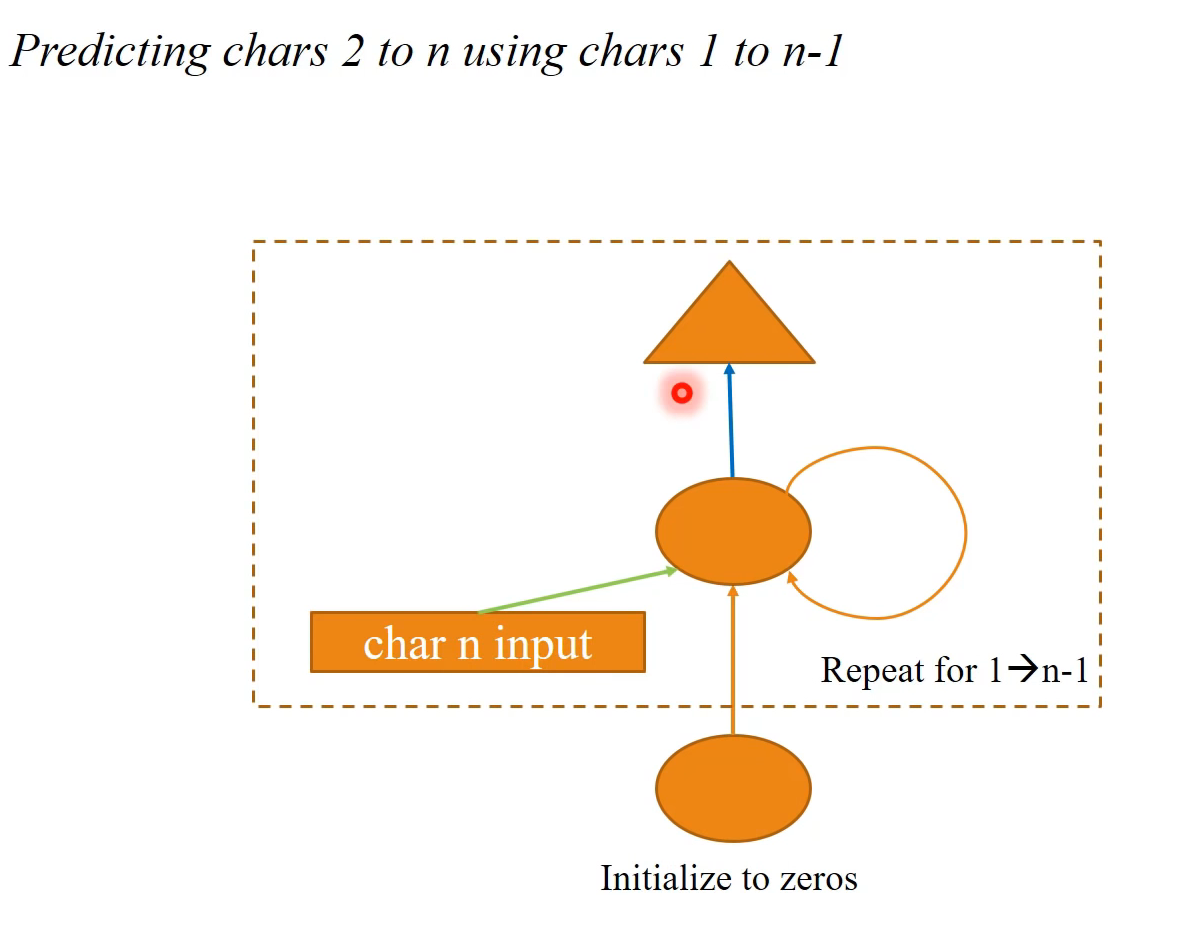 Predicting chars 2 to n using chars 1 to n-1
char n input
Repeat for 1→n-1
Initialize to zeros